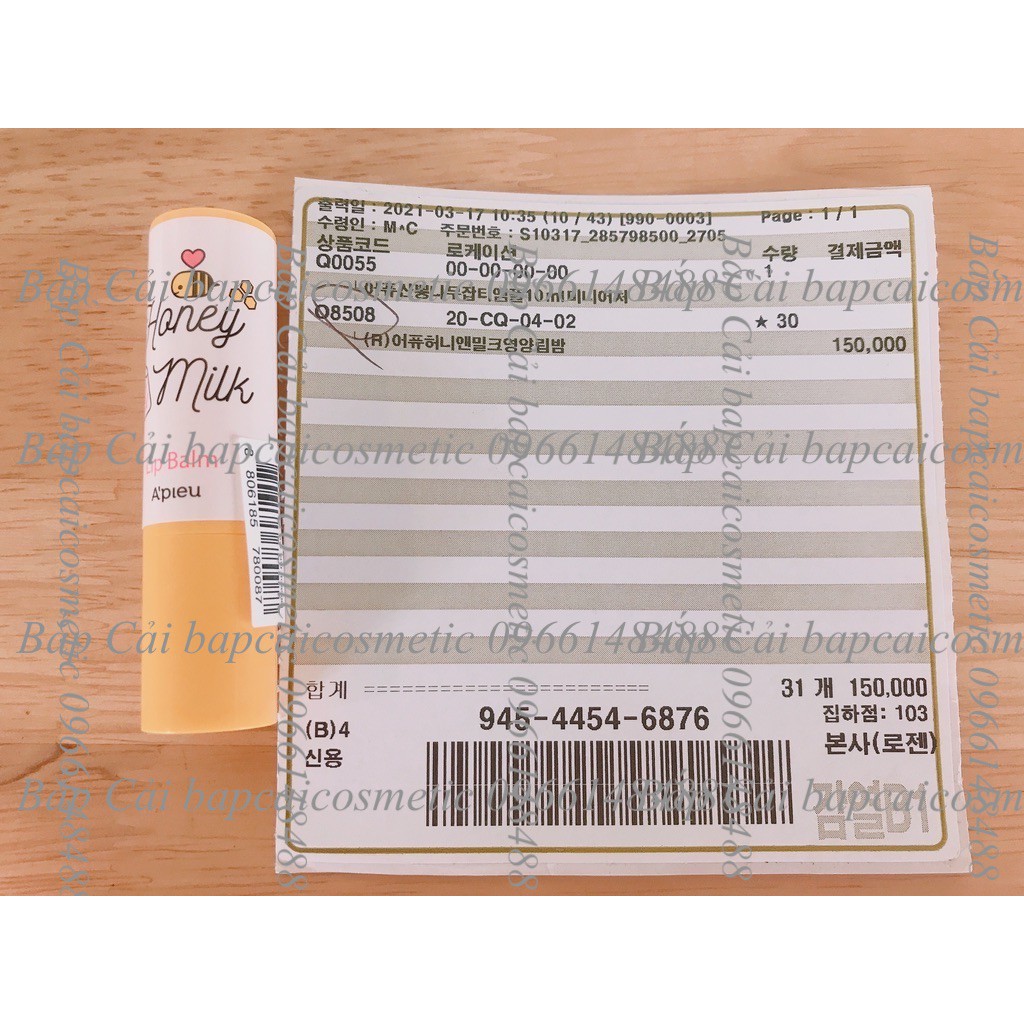 Honey
Milk
Lip Balm
A'pieu
8 806185 780087
출력일 : 2021-03-17 10:35 (10 / 43) [990-0003] Page : 1 / 1
수령인 : M*C 주문번호 : S10317_285798500_2705
상품코드 로케이션 수량 결제금액
Q0055 00-00-00-00 1
Q8508 20-CQ-04-02 ★ 30
(R)어퓨허니앤밀크영양립밤 150,000
합계 ======================== 31 개 150,000
(B)4 945-4454-6876 집하점: 103
신용 본사(로젠)
Bắp Cải bapcaicosmetic 0966148488